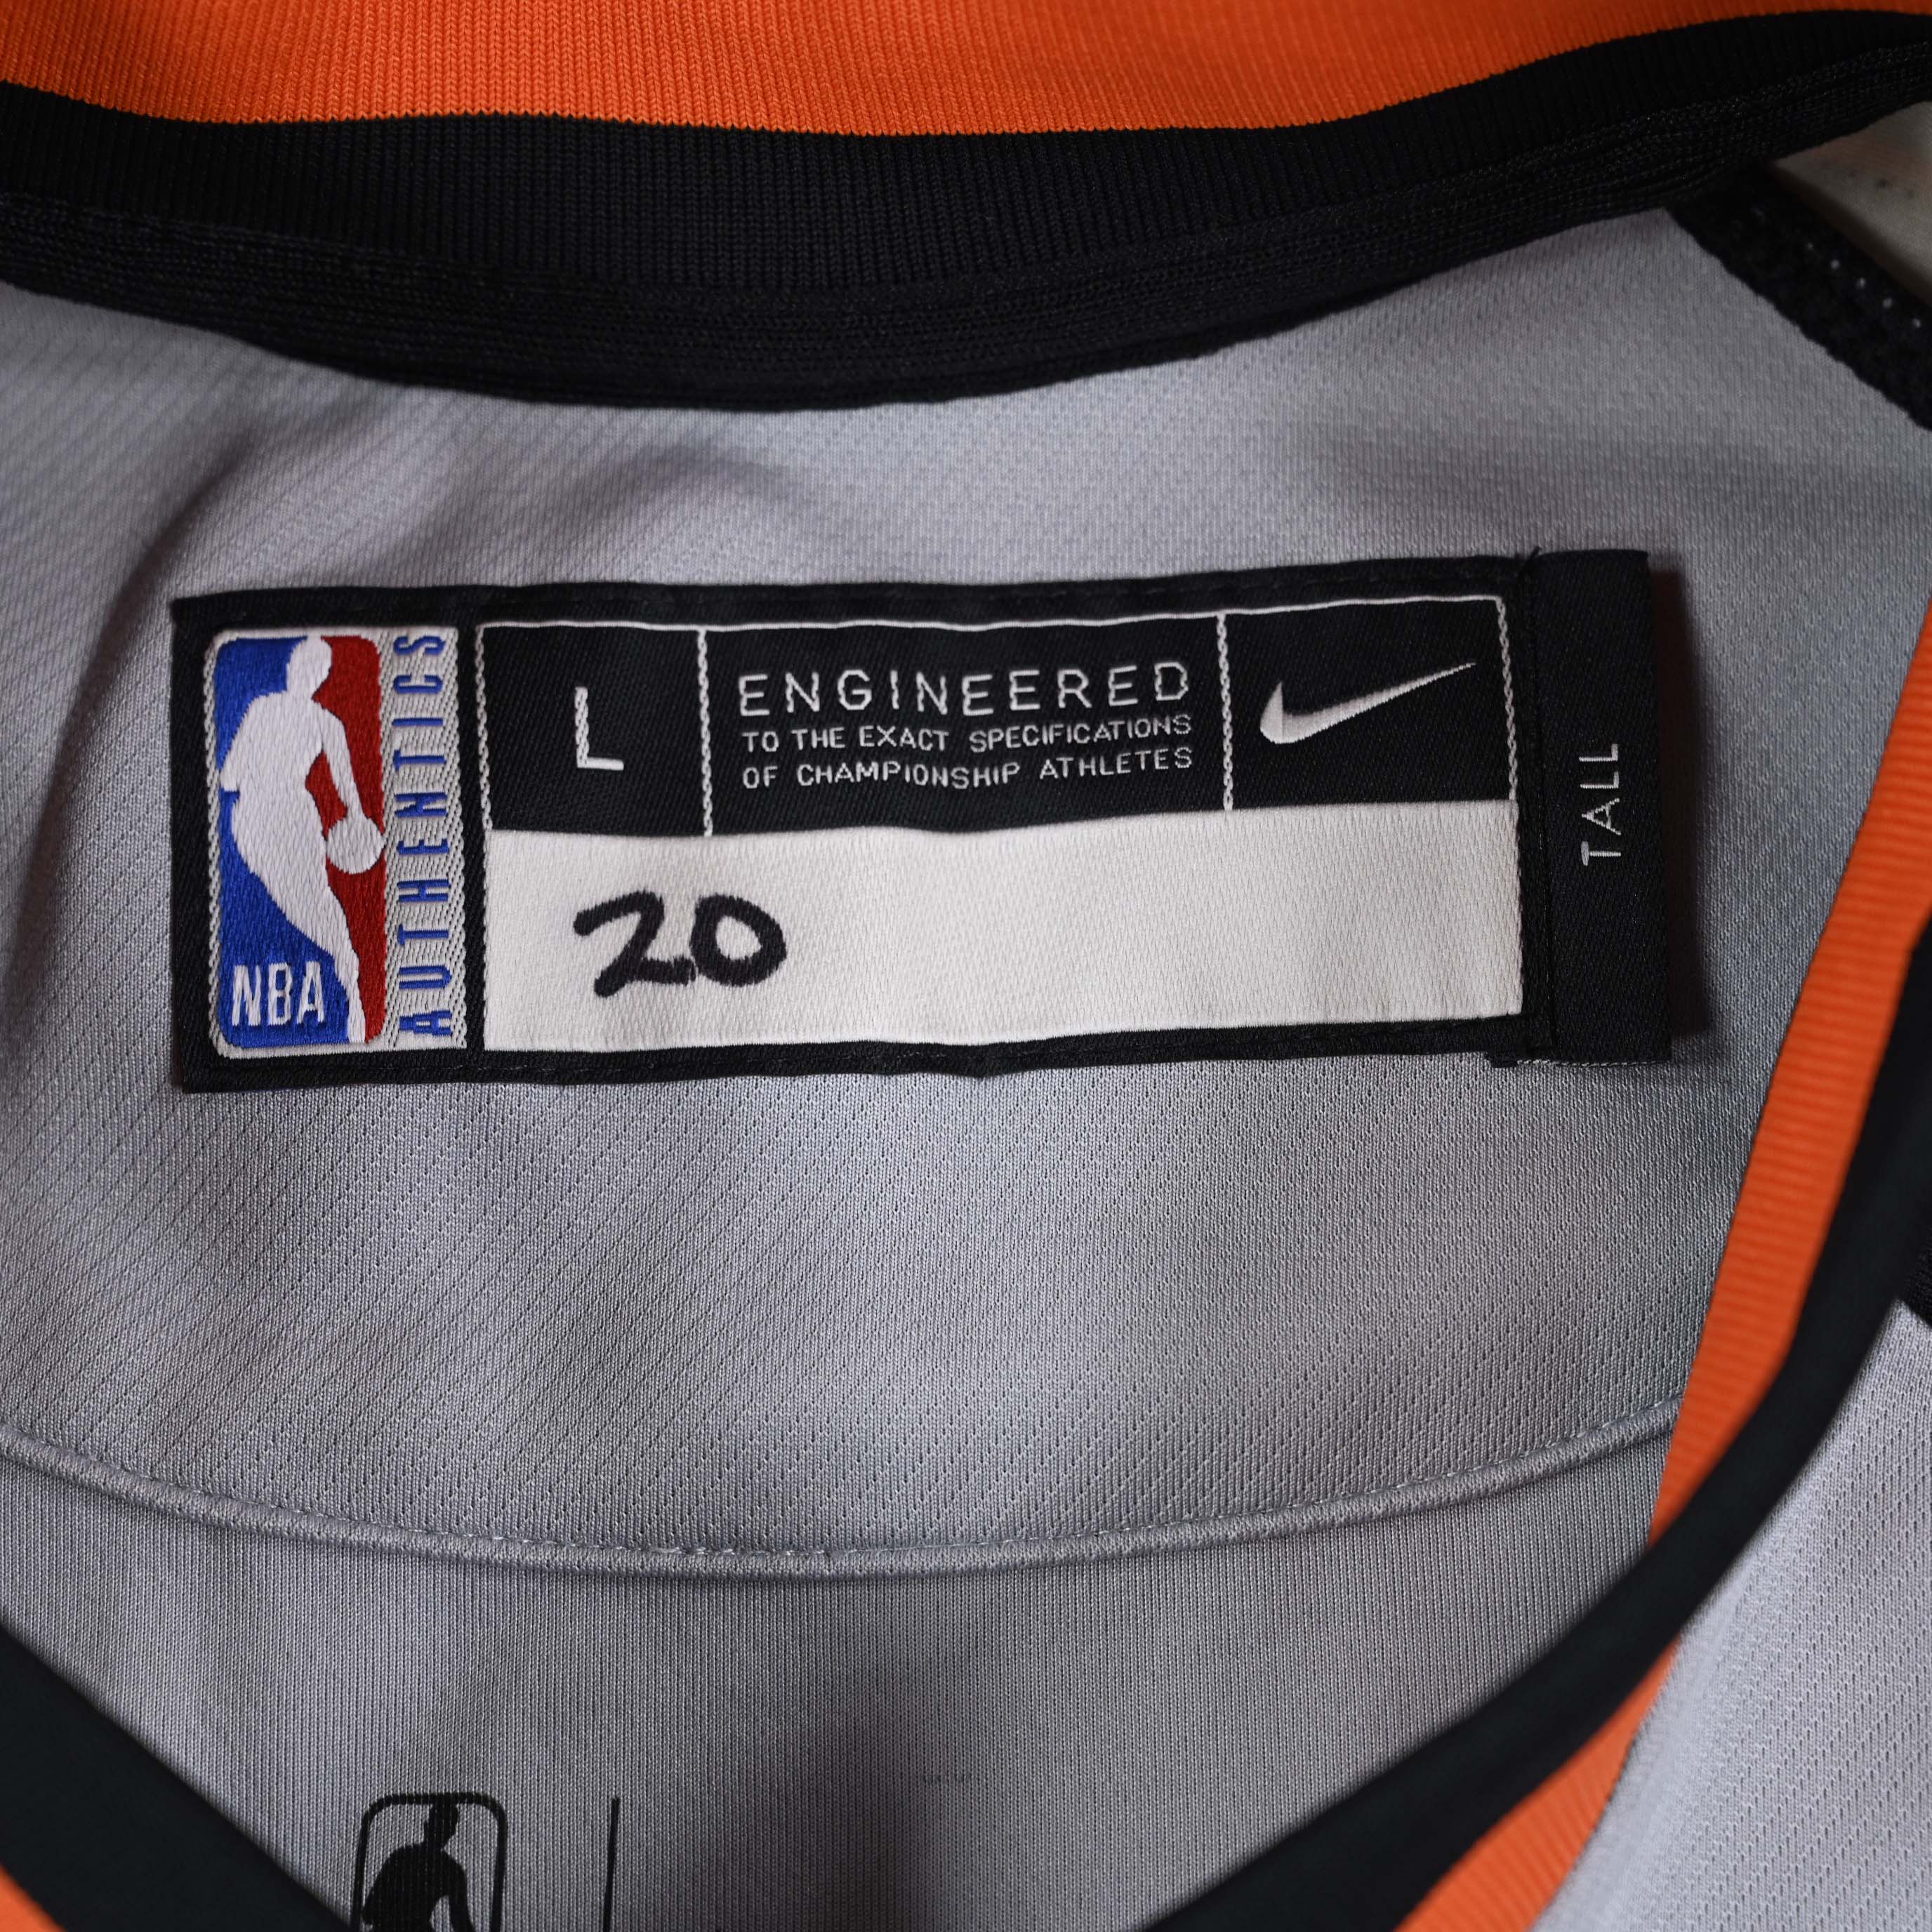 NBA
AUTHENTICS
L
ENGINEERED
TO THE EXACT SPECIFICATIONS
OF CHAMPIONSHIP ATHLETES
20
TALL